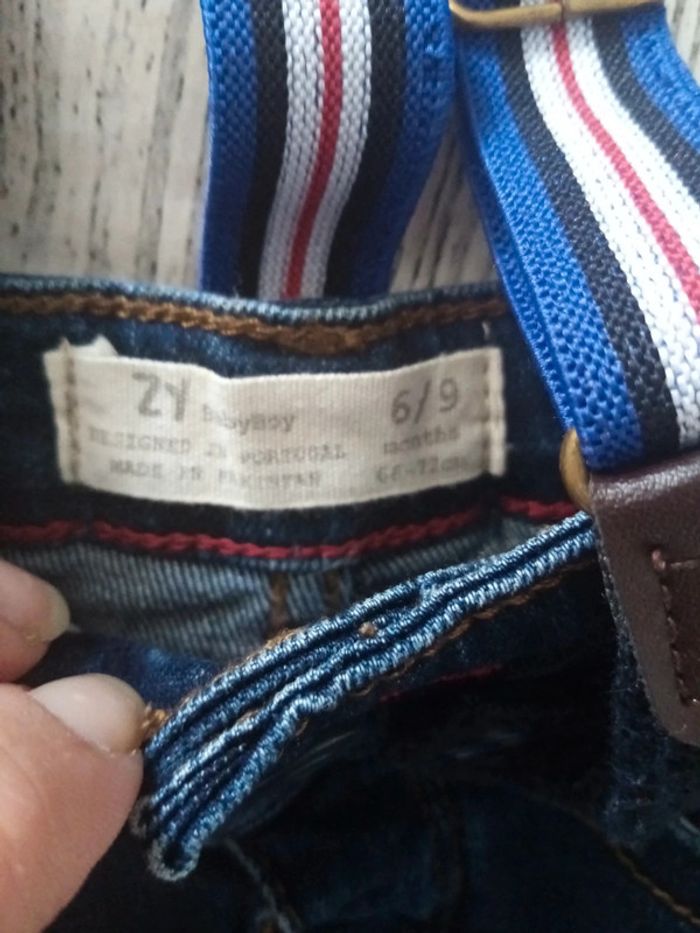 ZY BabyBoy 6/9
DESIGNED IN PORTUGAL months
MADE IN PAKISTAN 66-72cm